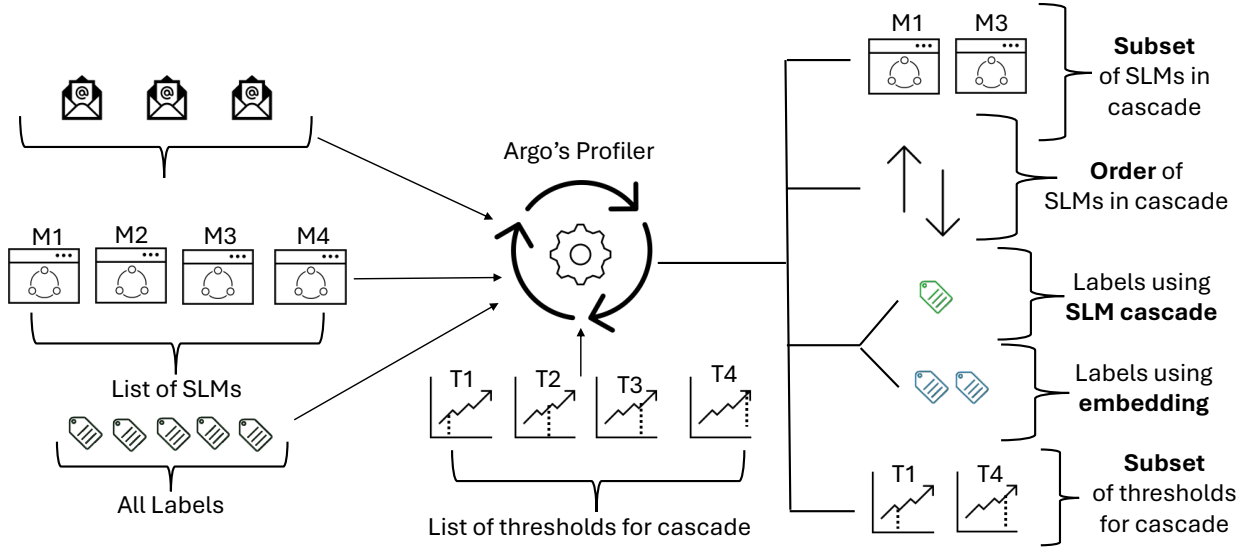 M1 M3
Subset
of SLMs in
cascade
Argo's Profiler
Order of
SLMs in cascade
M1 M2 M3 M4
List of SLMs
Labels using
SLM cascade
T1 T2 T3 T4
Labels using
embedding
All Labels
List of thresholds for cascade
T1 T4
Subset
of thresholds
for cascade